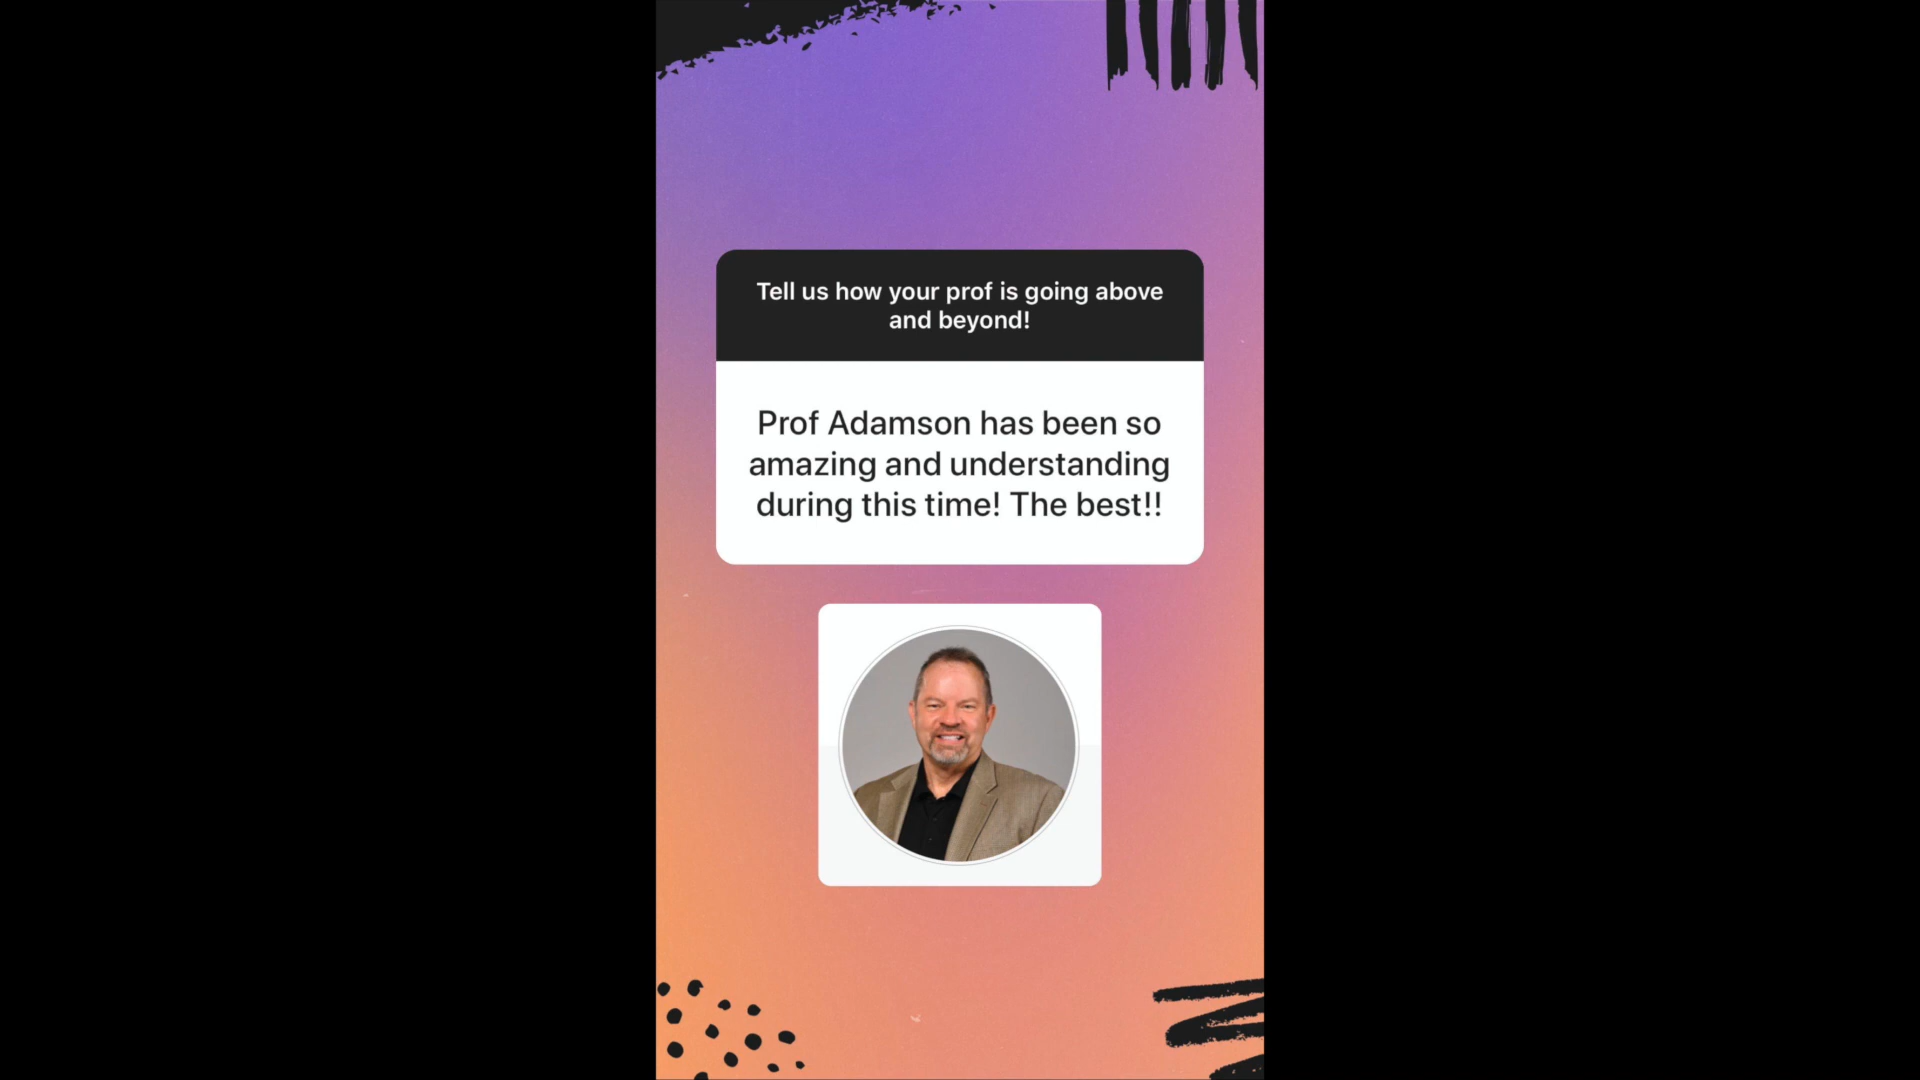 Tell us how your prof is going above
and beyond!
Prof Adamson has been so
amazing and understanding
during this time! The best!!